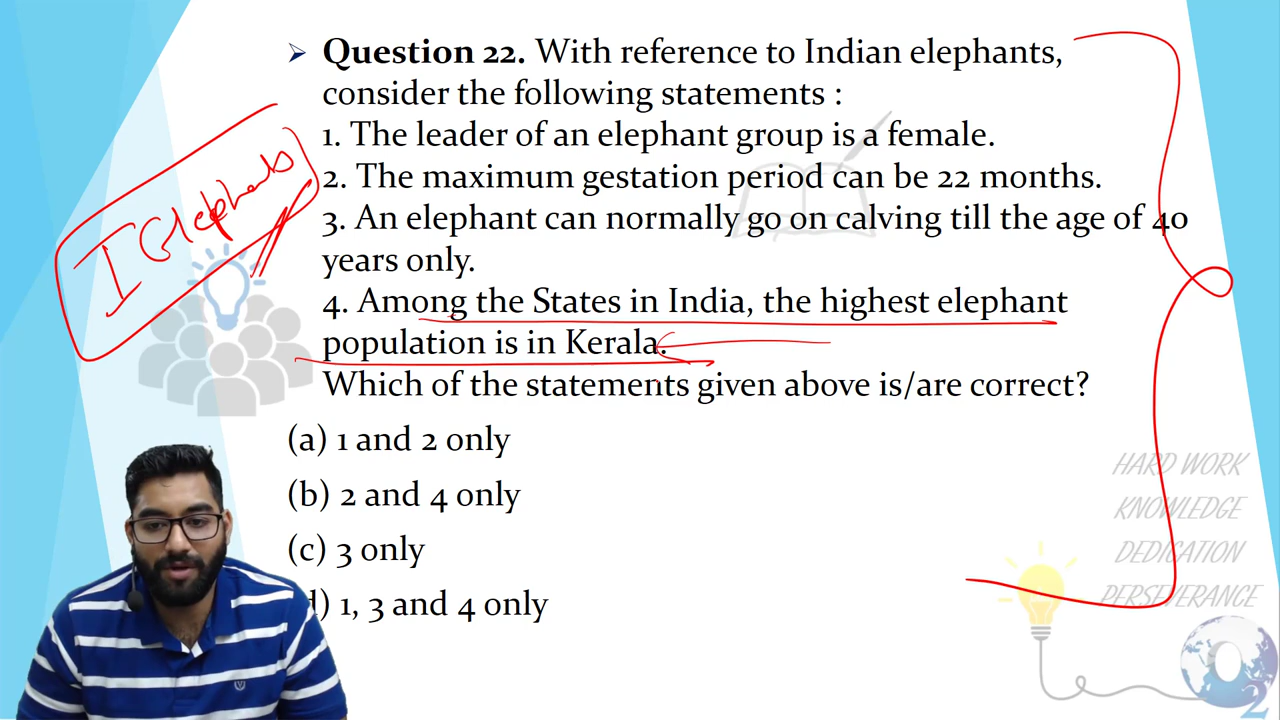 ➢ Question 22. With reference to Indian elephants,
consider the following statements :
1. The leader of an elephant group is a female.
2. The maximum gestation period can be 22 months.
3. An elephant can normally go on calving till the age of 40
years only.
4. Among the States in India, the highest elephant
population is in Kerala.
Which of the statements given above is/are correct?
(a) 1 and 2 only
(b) 2 and 4 only
(c) 3 only
d) 1, 3 and 4 only
HARD WORK
KNOWLEDGE
DEDICATION
PERSEVERANCE
O2